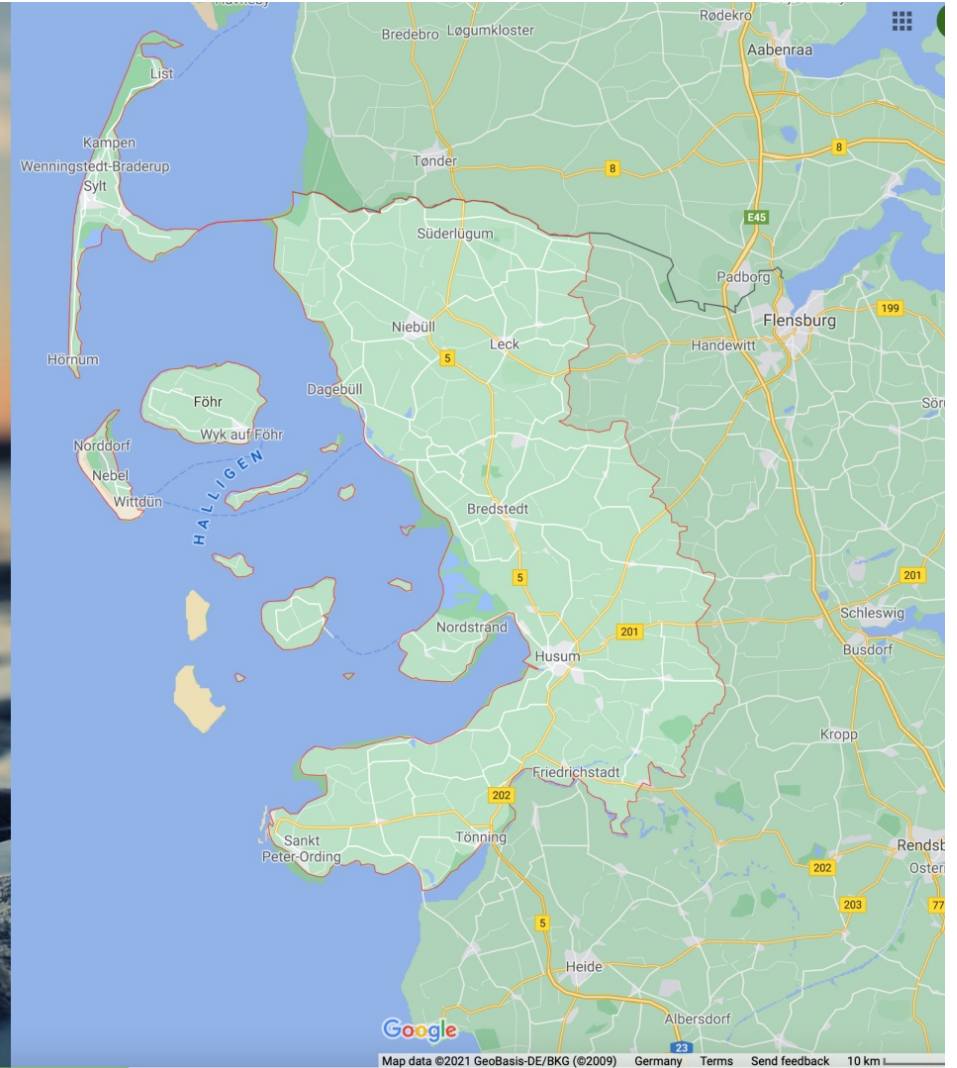 Rødekro
Bredebro
Løgumkloster
Aabenraa
List
Kampen
Wenningstedt-Braderup
Sylt
Tønder
8
8
E45
Süderlügum
Padborg
Niebüll
Flensburg
199
Leck
Handewitt
5
Hörnum
Dagebüll
Föhr
Wyk auf Föhr
Norddorf
Nebel
Wittdün
HALLIGEN
Bredstedt
5
201
Schleswig
Nordstrand
201
Husum
Busdorf
Kropp
Friedrichstadt
202
Sankt
Peter-Ording
Tönning
202
203
77
5
Heide
Albersdorf
Google
23
Map data ©2021 GeoBasis-DE/BKG (©2009) Germany Terms Send feedback 10 km